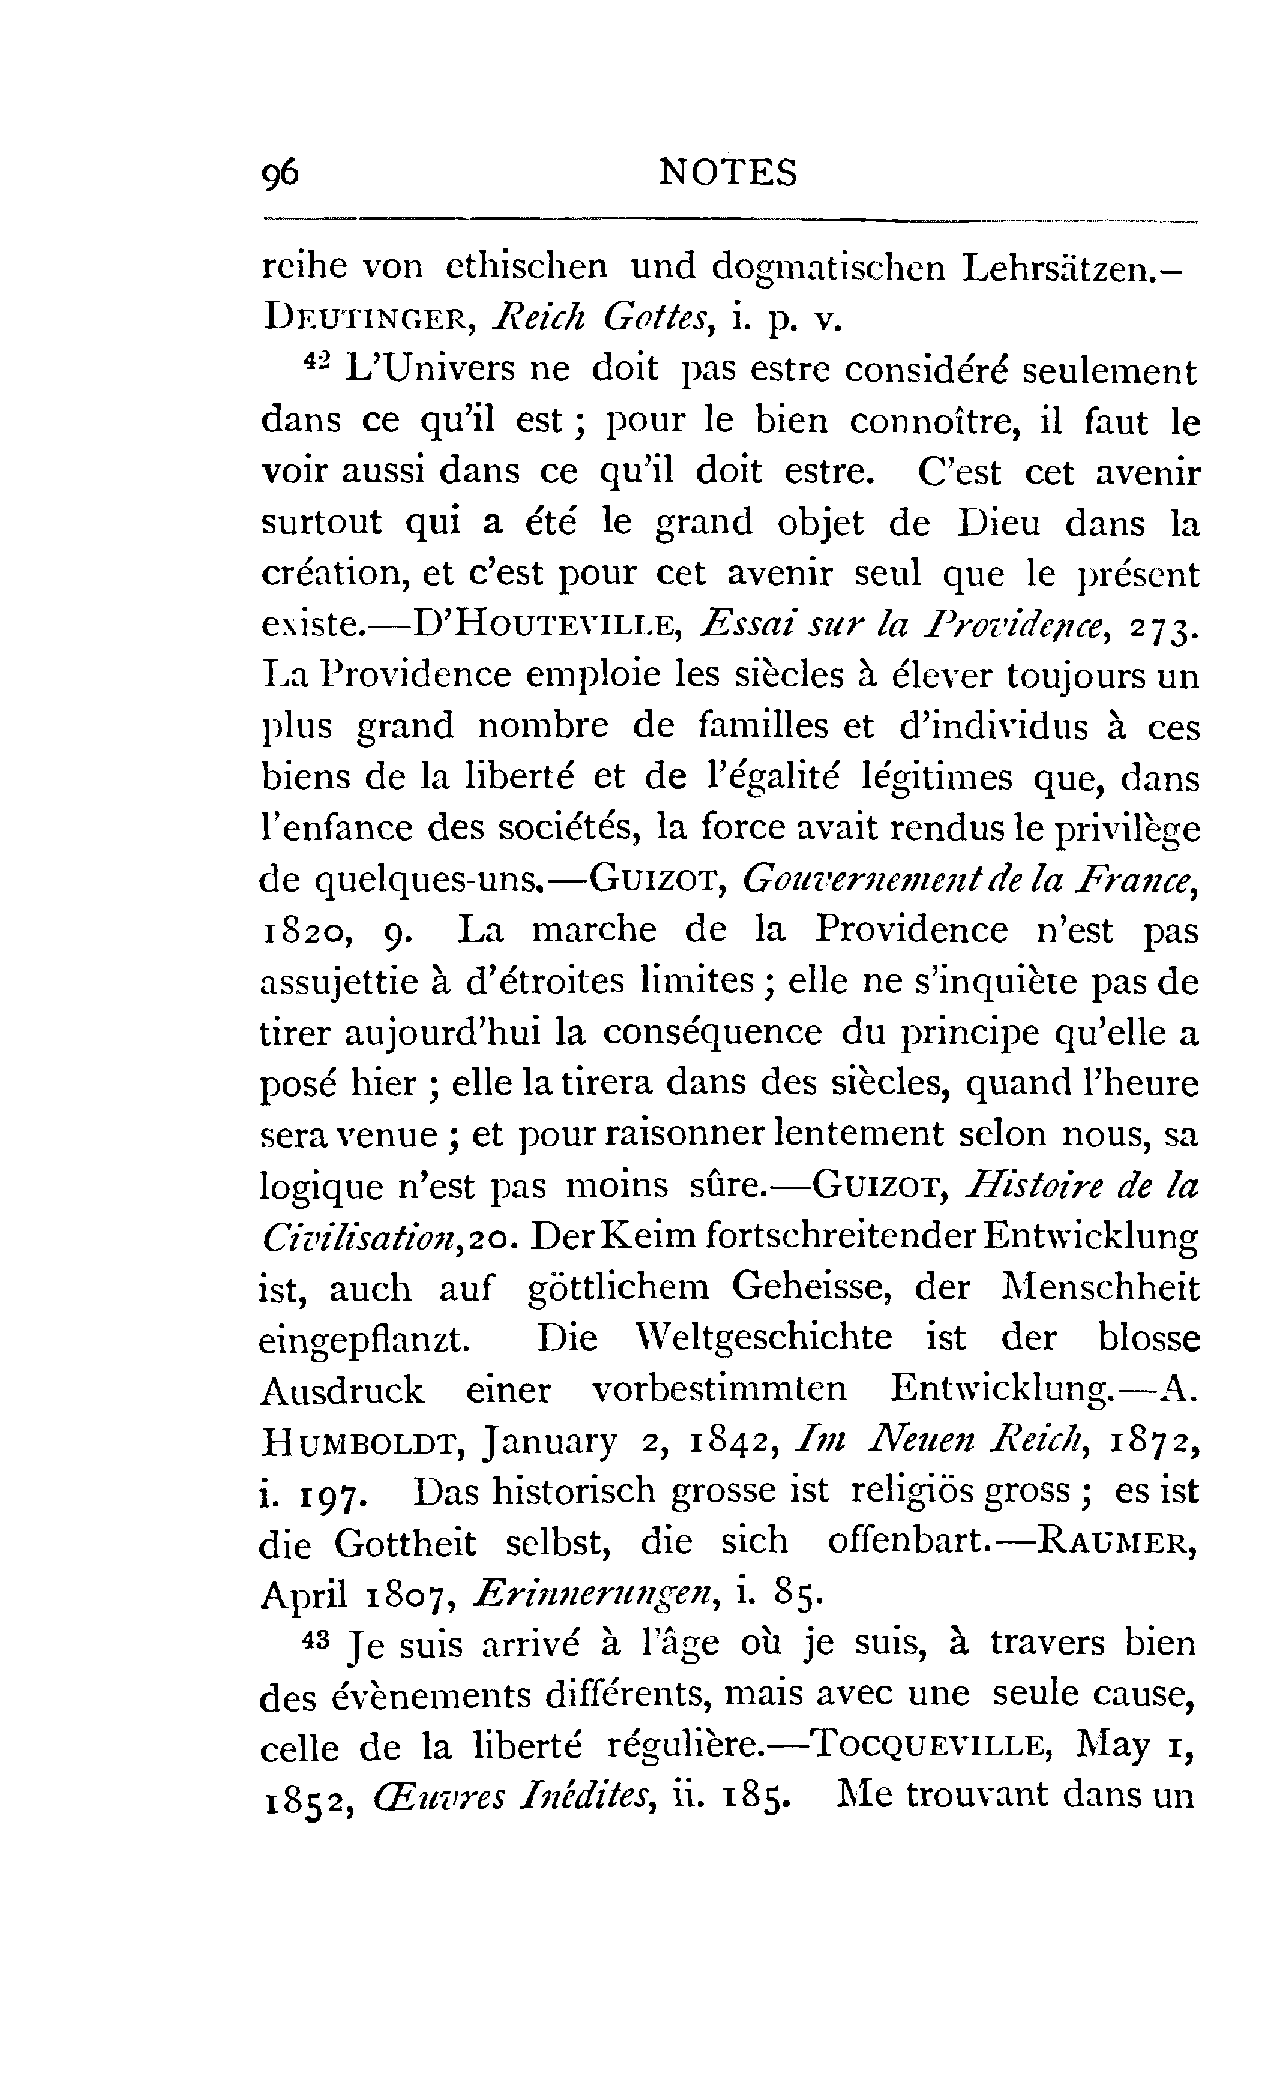 96 NOTES
reihe von ethischen und dogmatischen Lehrsätzen.–
DEUTINGER, Reich Gottes, i. p. v.
42 L'Univers ne doit pas estre considéré seulement
dans ce qu'il est ; pour le bien connoître, il faut le
voir aussi dans ce qu'il doit estre. C'est cet avenir
surtout qui a été le grand objet de Dieu dans la
création, et c'est pour cet avenir seul que le présent
existe.—D'HOUTEVILLE, Essai sur la Providence, 273.
La Providence emploie les siècles à élever toujours un
plus grand nombre de familles et d'individus à ces
biens de la liberté et de l'égalité légitimes que, dans
l'enfance des sociétés, la force avait rendus le privilège
de quelques-uns.—GUIZOT, Gouvernement de la France,
1820, 9. La marche de la Providence n'est pas
assujettie à d'étroites limites ; elle ne s'inquiète pas de
tirer aujourd'hui la conséquence du principe qu'elle a
posé hier ; elle la tirera dans des siècles, quand l'heure
sera venue ; et pour raisonner lentement selon nous, sa
logique n'est pas moins sûre.—GUIZOT, Histoire de la
Civilisation, 20. Der Keim fortschreitender Entwicklung
ist, auch auf göttlichem Geheisse, der Menschheit
eingepflanzt. Die Weltgeschichte ist der blosse
Ausdruck einer vorbestimmten Entwicklung.—A.
HUMBOLDT, January 2, 1842, Im Neuen Reich, 1872,
i. 197. Das historisch grosse ist religiös gross ; es ist
die Gottheit selbst, die sich offenbart.—RAUMER,
April 1807, Erinnerungen, i. 85.
43 Je suis arrivé à l'âge où je suis, à travers bien
des évènements différents, mais avec une seule cause,
celle de la liberté régulière.—TOCQUEVILLE, May 1,
1852, Œuvres Inédites, ii. 185. Me trouvant dans un